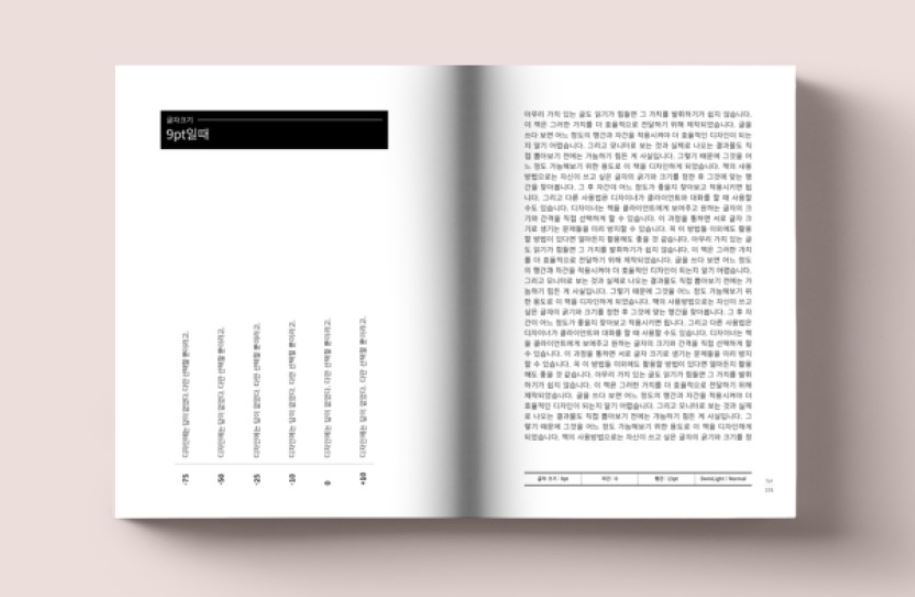 글자크기
9pt일때
디자인에는 답이 없었다. 다만 선택할 뿐이라고.
디자인에는 답이 없었다. 다만 선택할 뿐이라고.
디자인에는 답이 없었다. 다만 선택할 뿐이라고.
디자인에는 답이 없었다. 다만 선택할 뿐이라고.
디자인에는 답이 없었다. 다만 선택할 뿐이라고.
디자인에는 답이 없었다. 다만 선택할 뿐이라고.
-75
-50
-25
-10
0
+10
아무리 가치 있는 글도 읽기가 힘들면 그 가치를 발휘하기가 쉽지 않습니다.
이 책은 그러한 가치를 더 효율적으로 전달하기 위해 제작되었습니다. 글을
쓰다 보면 어느 정도의 행간과 자간을 적용시켜야 더 효율적인 디자인이 되는
지 알기 어렵습니다. 그리고 모니터로 보는 것과 실제로 나오는 결과물도 직
접 뽑아보기 전에는 가늠하기 힘든 게 사실입니다. 그렇기 때문에 그것을 어
느 정도 가늠해보기 위한 용도로 이 책을 디자인하게 되었습니다. 책의 사용
방법으로는 자신이 쓰고 싶은 글자의 굵기와 크기를 정한 후 그것에 맞는 행
간을 찾아봅니다. 그 후 자간이 어느 정도가 좋을지 찾아보고 적용시키면 됩
니다. 그리고 다른 사용법은 디자이너가 클라이언트와 대화를 할 때 사용할
수도 있습니다. 디자이너는 책을 클라이언트에게 보여주고 원하는 글자의 크
기와 간격을 직접 선택하게 할 수 있습니다. 이 과정을 통하면 서로 글자 크
기로 생기는 문제들을 미리 방지할 수 있습니다. 꼭 이 방법들 이외에도 활용
할 방법이 있다면 얼마든지 활용해도 좋을 것 같습니다. 아무리 가치 있는 글
도 읽기가 힘들면 그 가치를 발휘하기가 쉽지 않습니다. 이 책은 그러한 가치
를 더 효율적으로 전달하기 위해 제작되었습니다. 글을 쓰다 보면 어느 정도
의 행간과 자간을 적용시켜야 더 효율적인 디자인이 되는지 알기 어렵습니다.
그리고 모니터로 보는 것과 실제로 나오는 결과물도 직접 뽑아보기 전에는 가
늠하기 힘든 게 사실입니다. 그렇기 때문에 그것을 어느 정도 가늠해보기 위
한 용도로 이 책을 디자인하게 되었습니다. 책의 사용방법으로는 자신이 쓰고
싶은 글자의 굵기와 크기를 정한 후 그것에 맞는 행간을 찾아봅니다. 그 후 자
간이 어느 정도가 좋을지 찾아보고 적용시키면 됩니다. 그리고 다른 사용법은
디자이너가 클라이언트와 대화를 할 때 사용할 수도 있습니다. 디자이너는 책
을 클라이언트에게 보여주고 원하는 글자의 크기와 간격을 직접 선택하게 할
수 있습니다. 이 과정을 통하면 서로 글자 크기로 생기는 문제들을 미리 방지
할 수 있습니다. 꼭 이 방법들 이외에도 활용할 방법이 있다면 얼마든지 활용
해도 좋을 것 같습니다. 아무리 가치 있는 글도 읽기가 힘들면 그 가치를 발휘
하기가 쉽지 않습니다. 이 책은 그러한 가치를 더 효율적으로 전달하기 위해
제작되었습니다. 글을 쓰다 보면 어느 정도의 행간과 자간을 적용시켜야 더
효율적인 디자인이 되는지 알기 어렵습니다. 그리고 모니터로 보는 것과 실제
로 나오는 결과물도 직접 뽑아보기 전에는 가늠하기 힘든 게 사실입니다. 그
렇기 때문에 그것을 어느 정도 가늠해보기 위한 용도로 이 책을 디자인하게
되었습니다. 책의 사용방법으로는 자신이 쓰고 싶은 글자의 굵기와 크기를 정
글자 크기 : 9pt
자간 : 0
행간 :
DemiLight / Normal